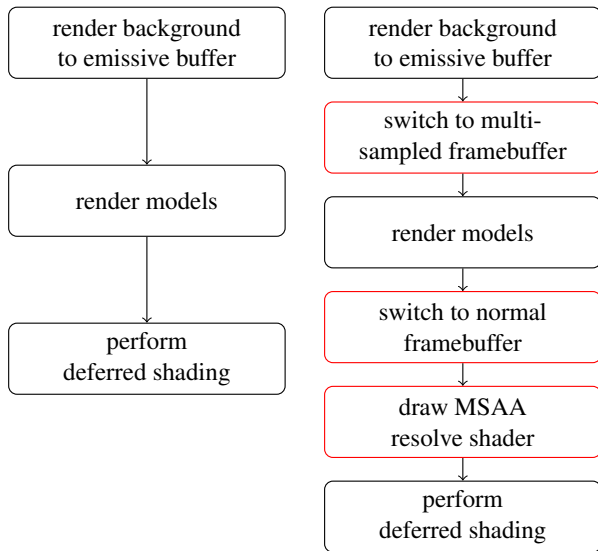 render background
to emissive buffer
render models
perform
deferred shading
render background
to emissive buffer
switch to multi-
sampled framebuffer
render models
switch to normal
framebuffer
draw MSAA
resolve shader
perform
deferred shading